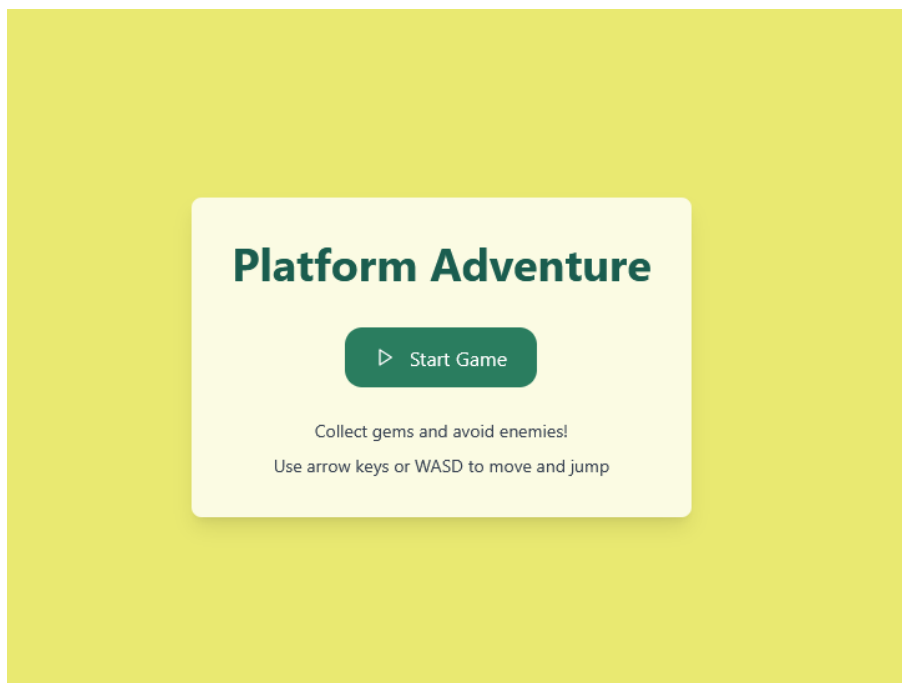 Platform Adventure
Start Game
Collect gems and avoid enemies!
Use arrow keys or WASD to move and jump